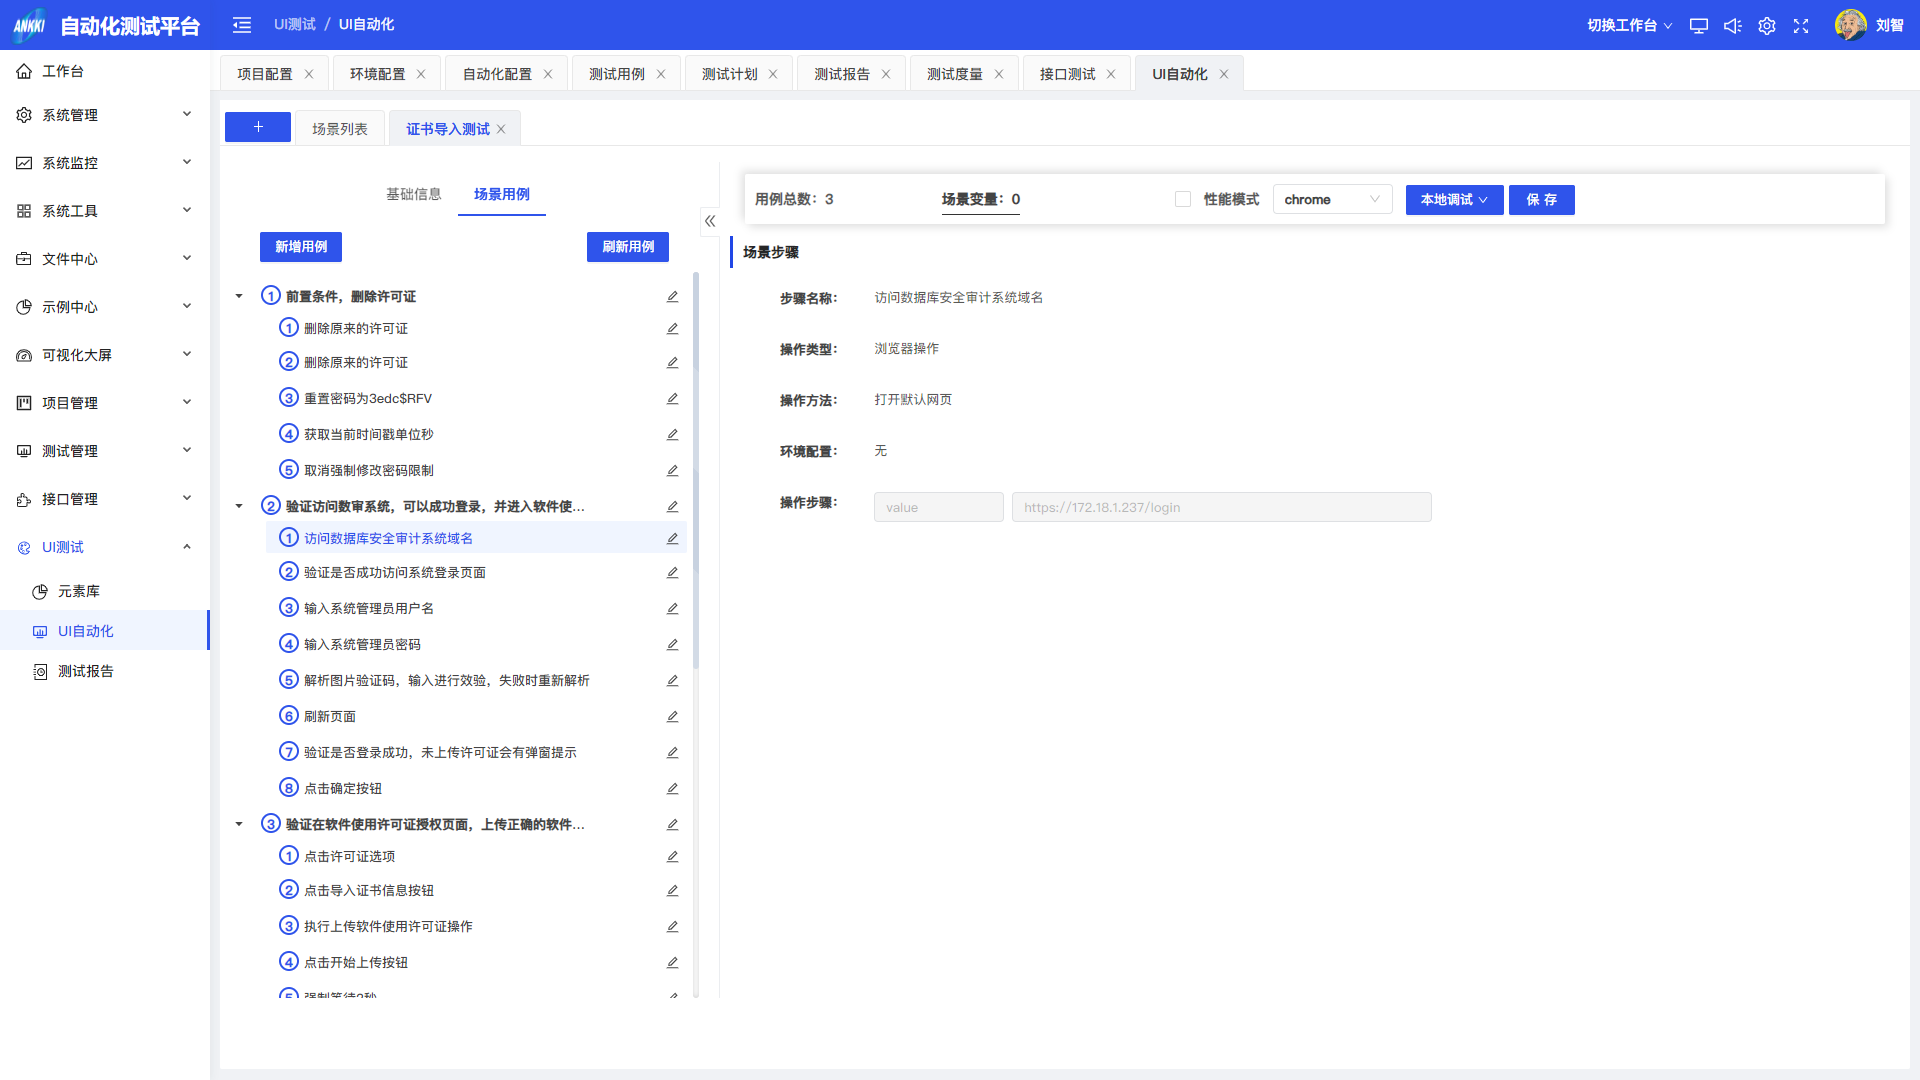 ANKKI 自动化测试平台
UI测试 / UI自动化
切换工作台
刘智
工作台
系统管理
系统监控
系统工具
文件中心
示例中心
可视化大屏
项目管理
测试管理
接口管理
UI测试
元素库
UI自动化
测试报告
项目配置
环境配置
自动化配置
测试用例
测试计划
测试报告
测试度量
接口测试
UI自动化
+
场景列表
证书导入测试
基础信息
场景用例
新增用例
刷新用例
1 前置条件，删除许可证
1 删除原来的许可证
2 删除原来的许可证
3 重置密码为3edc$RFV
4 获取当前时间戳单位秒
5 取消强制修改密码限制
2 验证访问数审系统，可以成功登录，并进入软件使...
1 访问数据库安全审计系统域名
2 验证是否成功访问系统登录页面
3 输入系统管理员用户名
4 输入系统管理员密码
5 解析图片验证码，输入进行效验，失败时重新解析
6 刷新页面
7 验证是否登录成功，未上传许可证会有弹窗提示
8 点击确定按钮
3 验证在软件使用许可证授权页面，上传正确的软件...
1 点击许可证选项
2 点击导入证书信息按钮
3 执行上传软件使用许可证操作
4 点击开始上传按钮
5 强制等待2秒
用例总数：3
场景变量：0
性能模式
chrome
本地调试
保 存
场景步骤
步骤名称： 访问数据库安全审计系统域名
操作类型： 浏览器操作
操作方法： 打开默认网页
环境配置： 无
操作步骤： value https://172.18.1.237/login